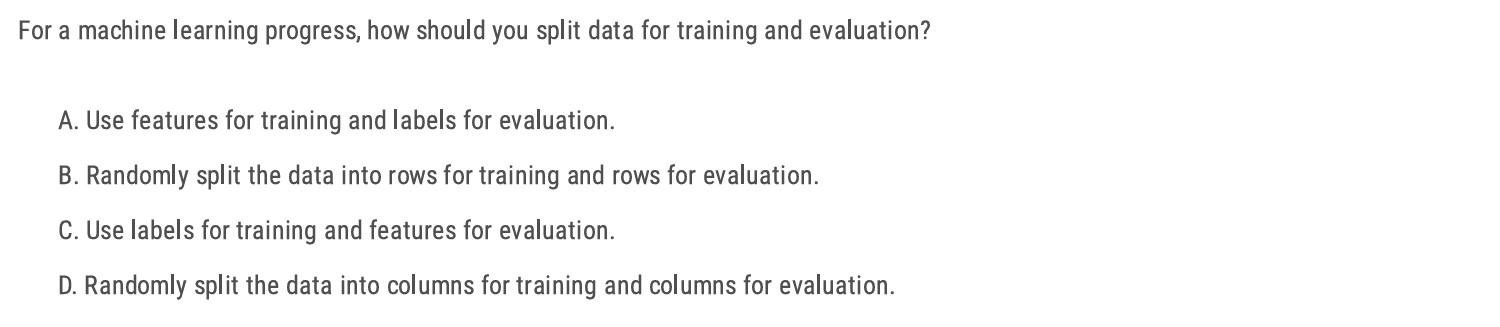 For a machine learning progress, how should you split data for training and evaluation?
A. Use features for training and labels for evaluation.
B. Randomly split the data into rows for training and rows for evaluation.
C. Use labels for training and features for evaluation.
D. Randomly split the data into columns for training and columns for evaluation.